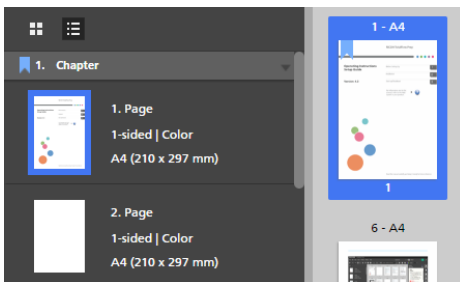 1. Chapter
1. Page
1-sided | Color
A4 (210 x 297 mm)
2. Page
1-sided | Color
A4 (210 x 297 mm)
1 - A4
1
6 - A4